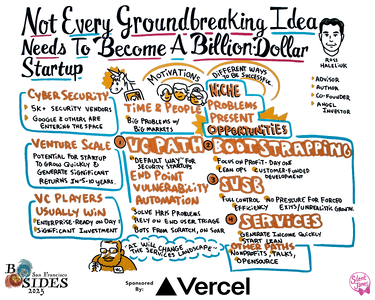 Not Every Groundbreaking Idea
Needs To Become A Billion-Dollar
Startup
Ross
Haleliuk
Advisor
Author
Co-Founder
Angel
Investor
Cyber Security
5K+ Security Vendors
Google & Others Are
Entering The Space
Motivations
Different Ways
To Be Successful
Time & People
Big Problems w/
Big Markets
Niche
Problems
Present
Opportunities
Venture Scale
Potential For Startup
To Grow Quickly &
Generate Significant
Returns In 5-10 Years.
VC Players
Usually Win
Enterprise-Ready On Day 1
Significant Investment
1 VC Path
"Default Way" For
Security Startups
End Point
Vulnerability
Automation
Solve Hard Problems
Rely On End User Triage
Bots From Scratch, On Soar
2 Bootstrapping
Focus On Profit-Day One
Lean Ops
Customer-Funded
Development
3 SVSB
Full Control
Efficiency
No Pressure For Forced
Exits/Unrealistic Growth
4 Services
Generate Income Quickly
Start Lean
Other Paths
Nonprofits, Talks,
Opensource
"AI Will Change
The Services Landscape"
BSides
San Francisco
2025
Sponsored
By:
Vercel